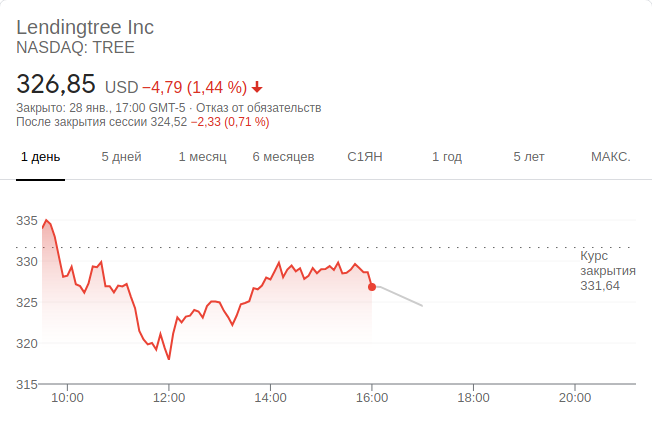 Lendingtree Inc
NASDAQ: TREE
326,85 USD −4,79 (1,44 %)
Закрыто: 28 янв., 17:00 GMT-5 · Отказ от обязательств
После закрытия сессии 324,52 −2,33 (0,71 %)
1 день 5 дней 1 месяц 6 месяцев С1ЯН 1 год 5 лет МАКС.
335
330
325
320
315
Курс
закрытия
331,64
10:00 12:00 14:00 16:00 18:00 20:00